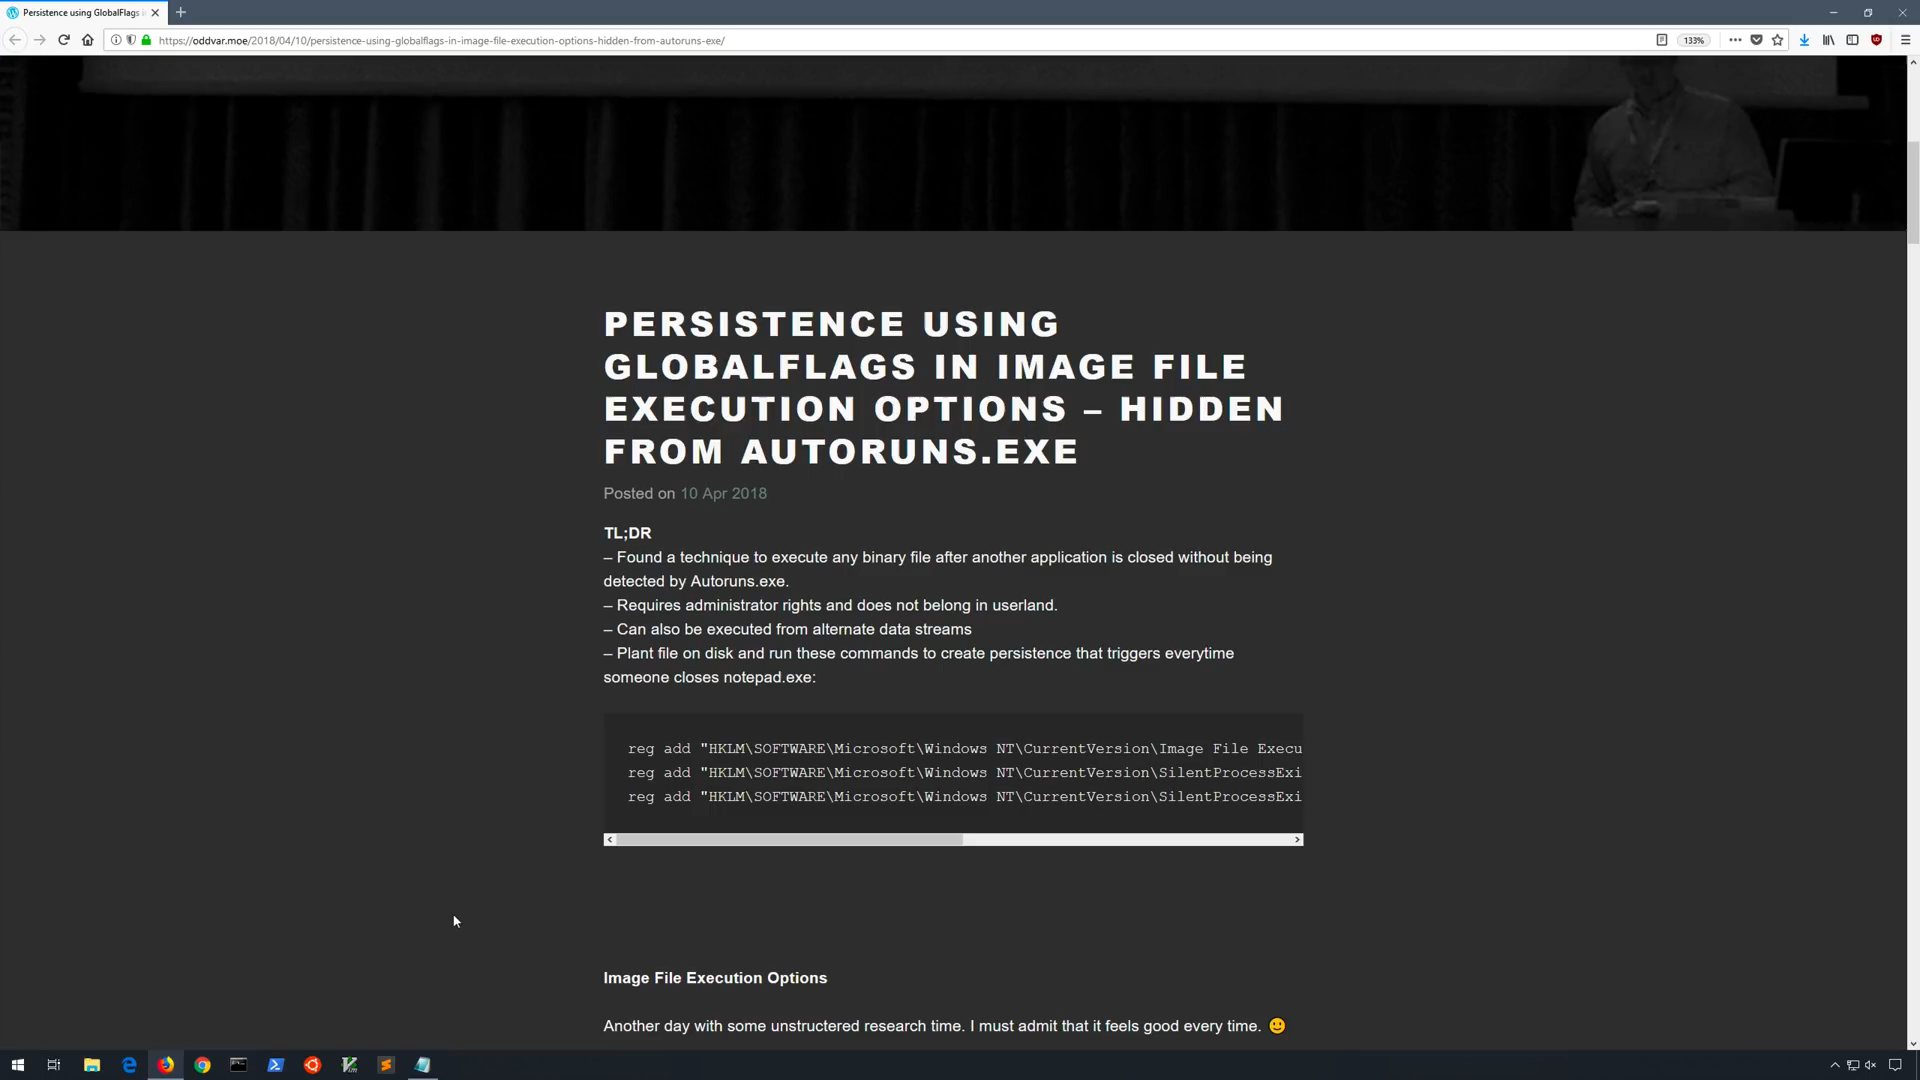 Persistence using GlobalFlags i
https://oddvar.moe/2018/04/10/persistence-using-globalflags-in-image-file-execution-options-hidden-from-autoruns-exe/
133%
PERSISTENCE USING
GLOBALFLAGS IN IMAGE FILE
EXECUTION OPTIONS – HIDDEN
FROM AUTORUNS.EXE
Posted on 10 Apr 2018
TL;DR
– Found a technique to execute any binary file after another application is closed without being
detected by Autoruns.exe.
– Requires administrator rights and does not belong in userland.
– Can also be executed from alternate data streams
– Plant file on disk and run these commands to create persistence that triggers everytime
someone closes notepad.exe:
reg add "HKLM\SOFTWARE\Microsoft\Windows NT\CurrentVersion\Image File Execu
reg add "HKLM\SOFTWARE\Microsoft\Windows NT\CurrentVersion\SilentProcessExi
reg add "HKLM\SOFTWARE\Microsoft\Windows NT\CurrentVersion\SilentProcessExi
Image File Execution Options
Another day with some unstructered research time. I must admit that it feels good every time. 🙂